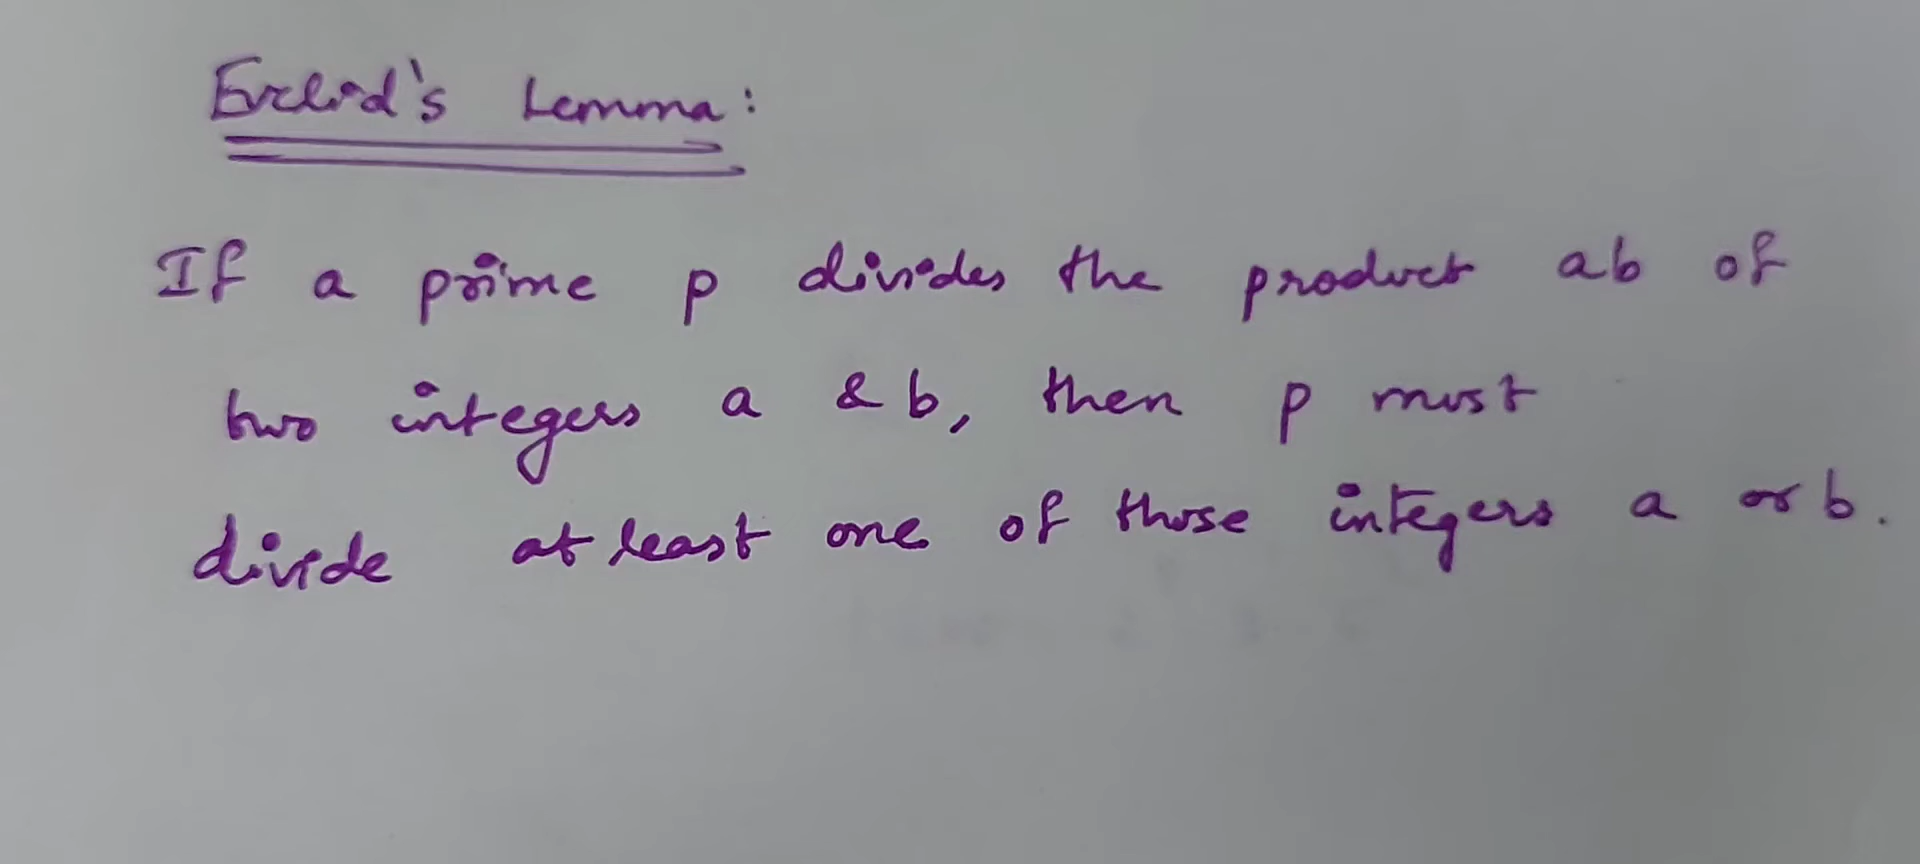 Euclid's Lemma:
If a prime p divides the product ab of
two integers a & b, then p must
divide at least one of those integers a or b.